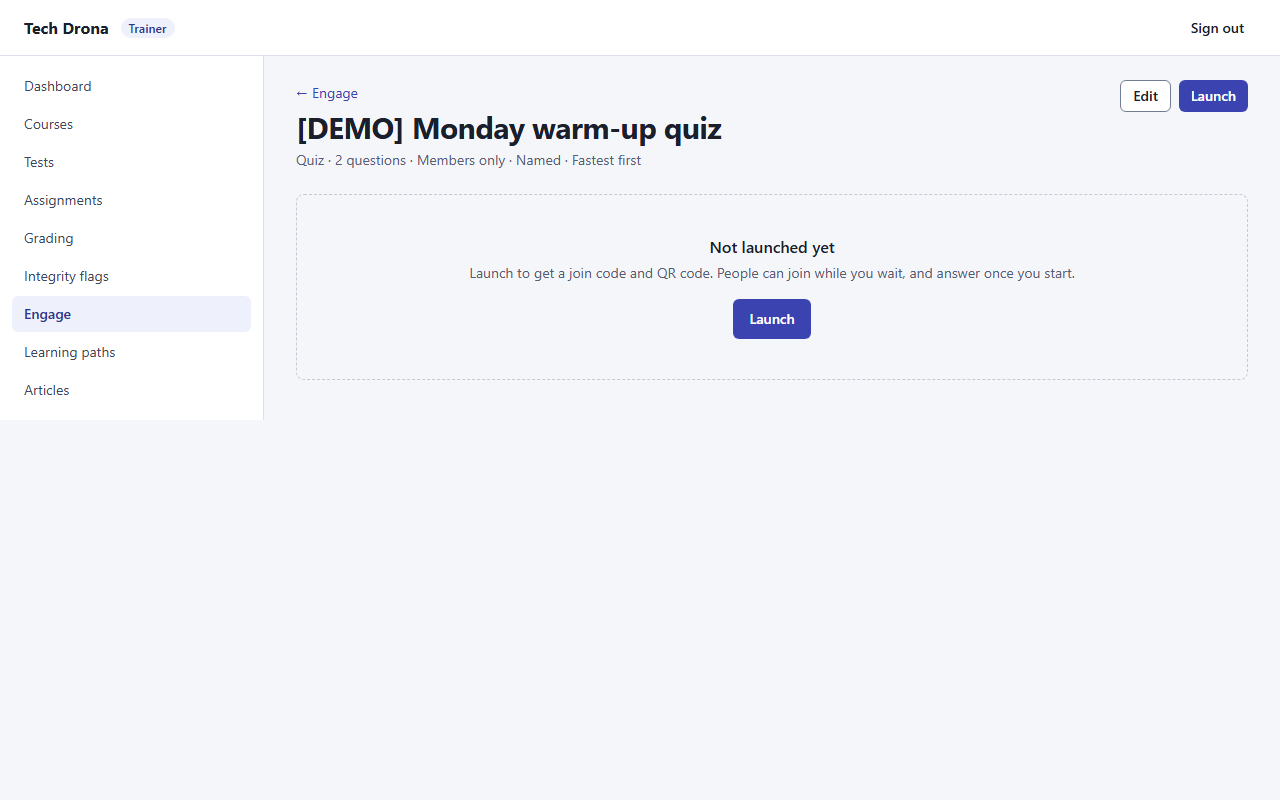 Tech Drona Trainer Sign out
Dashboard
Courses
Tests
Assignments
Grading
Integrity flags
Engage
Learning paths
Articles
← Engage
Edit Launch
[DEMO] Monday warm-up quiz
Quiz · 2 questions · Members only · Named · Fastest first
Not launched yet
Launch to get a join code and QR code. People can join while you wait, and answer once you start.
Launch